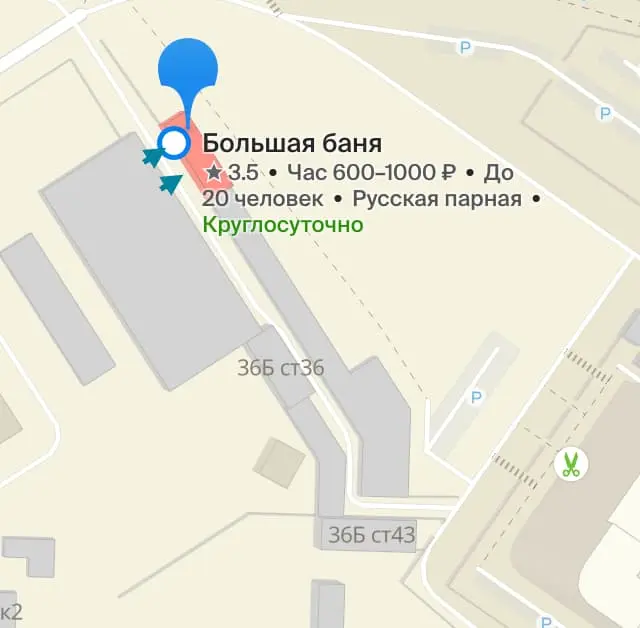 P
P
Большая баня
★ 3.5 • Час 600–1000 ₽ • До
20 человек • Русская парная •
Круглосуточно
36Б ст36
P
36Б ст43
к2
P